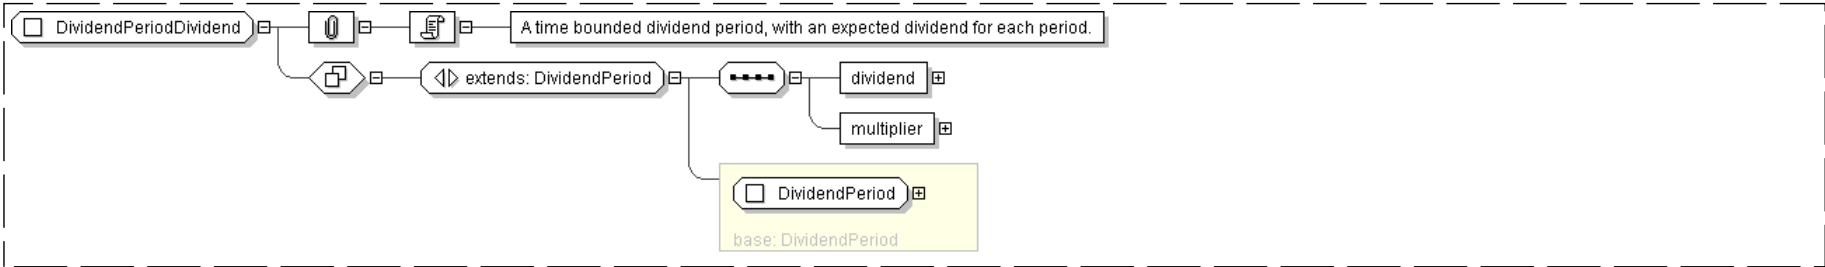 DividendPeriodDividend
A time bounded dividend period, with an expected dividend for each period.
extends: DividendPeriod
dividend
multiplier
DividendPeriod
base: DividendPeriod